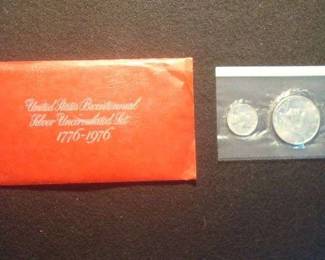 United States Bicentennial
Silver Uncirculated Set
1776-1976